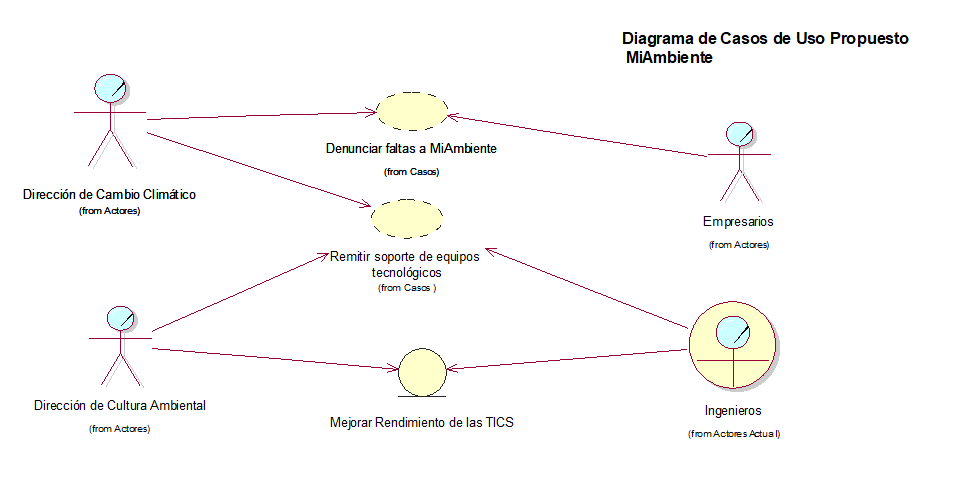 Diagrama de Casos de Uso Propuesto
MiAmbiente
Denunciar faltas a MiAmbiente
(from Casos)
Dirección de Cambio Climático
(from Actores)
Empresarios
(from Actores)
Remitir soporte de equipos
tecnológicos
(from Casos )
Dirección de Cultura Ambiental
(from Actores)
Mejorar Rendimiento de las TICS
Ingenieros
(from Actores Actual)